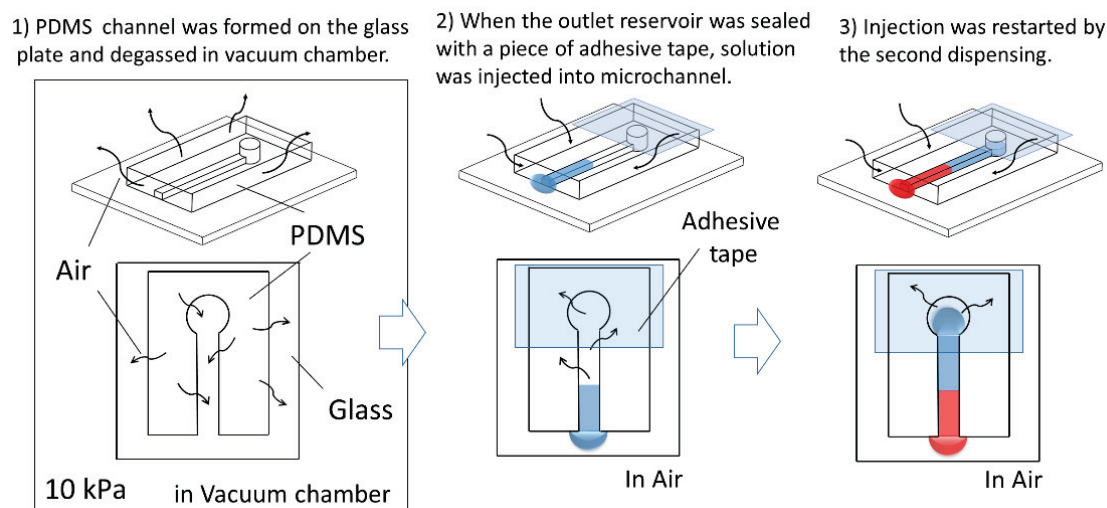 1) PDMS channel was formed on the glass
plate and degassed in vacuum chamber.
2) When the outlet reservoir was sealed
with a piece of adhesive tape, solution
was injected into microchannel.
3) Injection was restarted by
the second dispensing.
PDMS
Air
Glass
10 kPa
in Vacuum chamber
Adhesive
tape
In Air
In Air